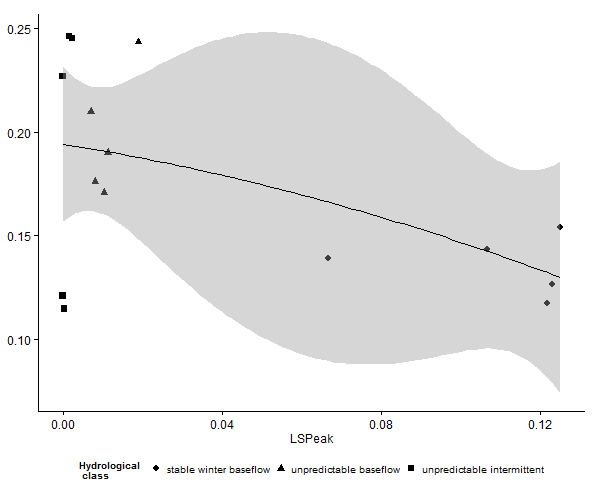 0.25
0.20
0.15
0.10
0.00 0.04 0.08 0.12
LSPeak
Hydrological
class
stable winter baseflow unpredictable baseflow unpredictable intermittent